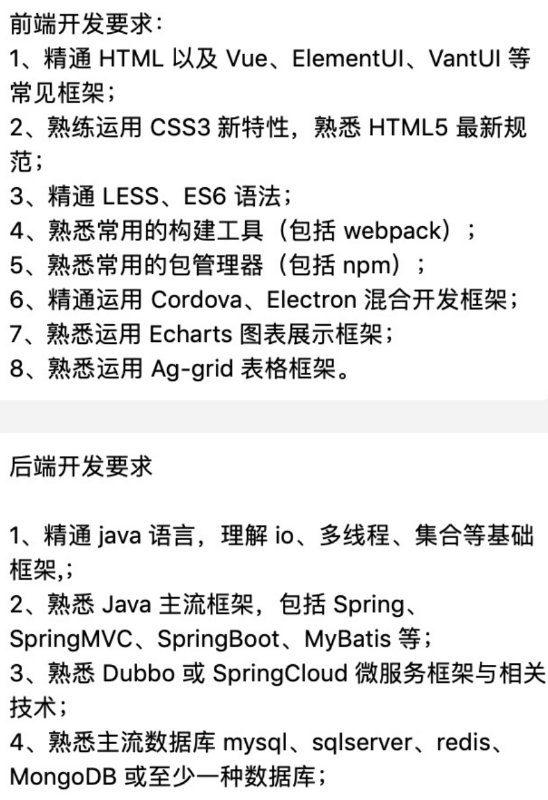 前端开发要求：
1、精通 HTML 以及 Vue、ElementUI、VantUI 等
常见框架；
2、熟练运用 CSS3 新特性，熟悉 HTML5 最新规
范；
3、精通 LESS、ES6 语法；
4、熟悉常用的构建工具（包括 webpack）；
5、熟悉常用的包管理器（包括 npm）；
6、精通运用 Cordova、Electron 混合开发框架；
7、熟悉运用 Echarts 图表展示框架；
8、熟悉运用 Ag-grid 表格框架。
后端开发要求
1、精通 java 语言，理解 io、多线程、集合等基础
框架,；
2、熟悉 Java 主流框架，包括 Spring、
SpringMVC、SpringBoot、MyBatis 等；
3、熟悉 Dubbo 或 SpringCloud 微服务框架与相关
技术；
4、熟悉主流数据库 mysql、sqlserver、redis、
MongoDB 或至少一种数据库；